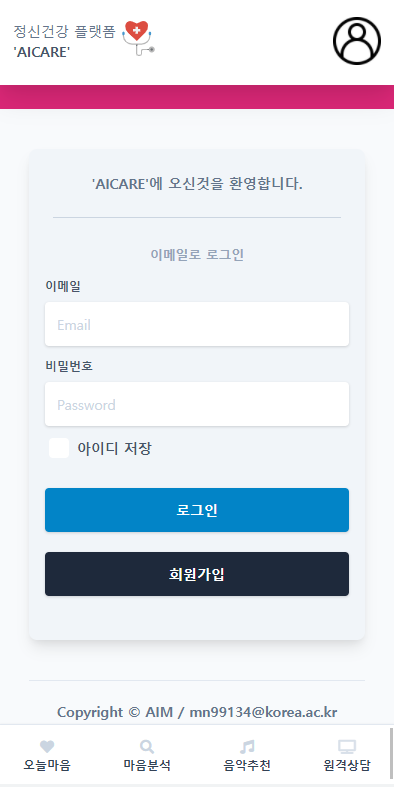 정신건강 플랫폼
'AICARE'
'AICARE'에 오신것을 환영합니다.
이메일로 로그인
이메일
Email
비밀번호
Password
아이디 저장
로그인
회원가입
Copyright © AIM / mn99134@korea.ac.kr
오늘마음 마음분석 음악추천 원격상담